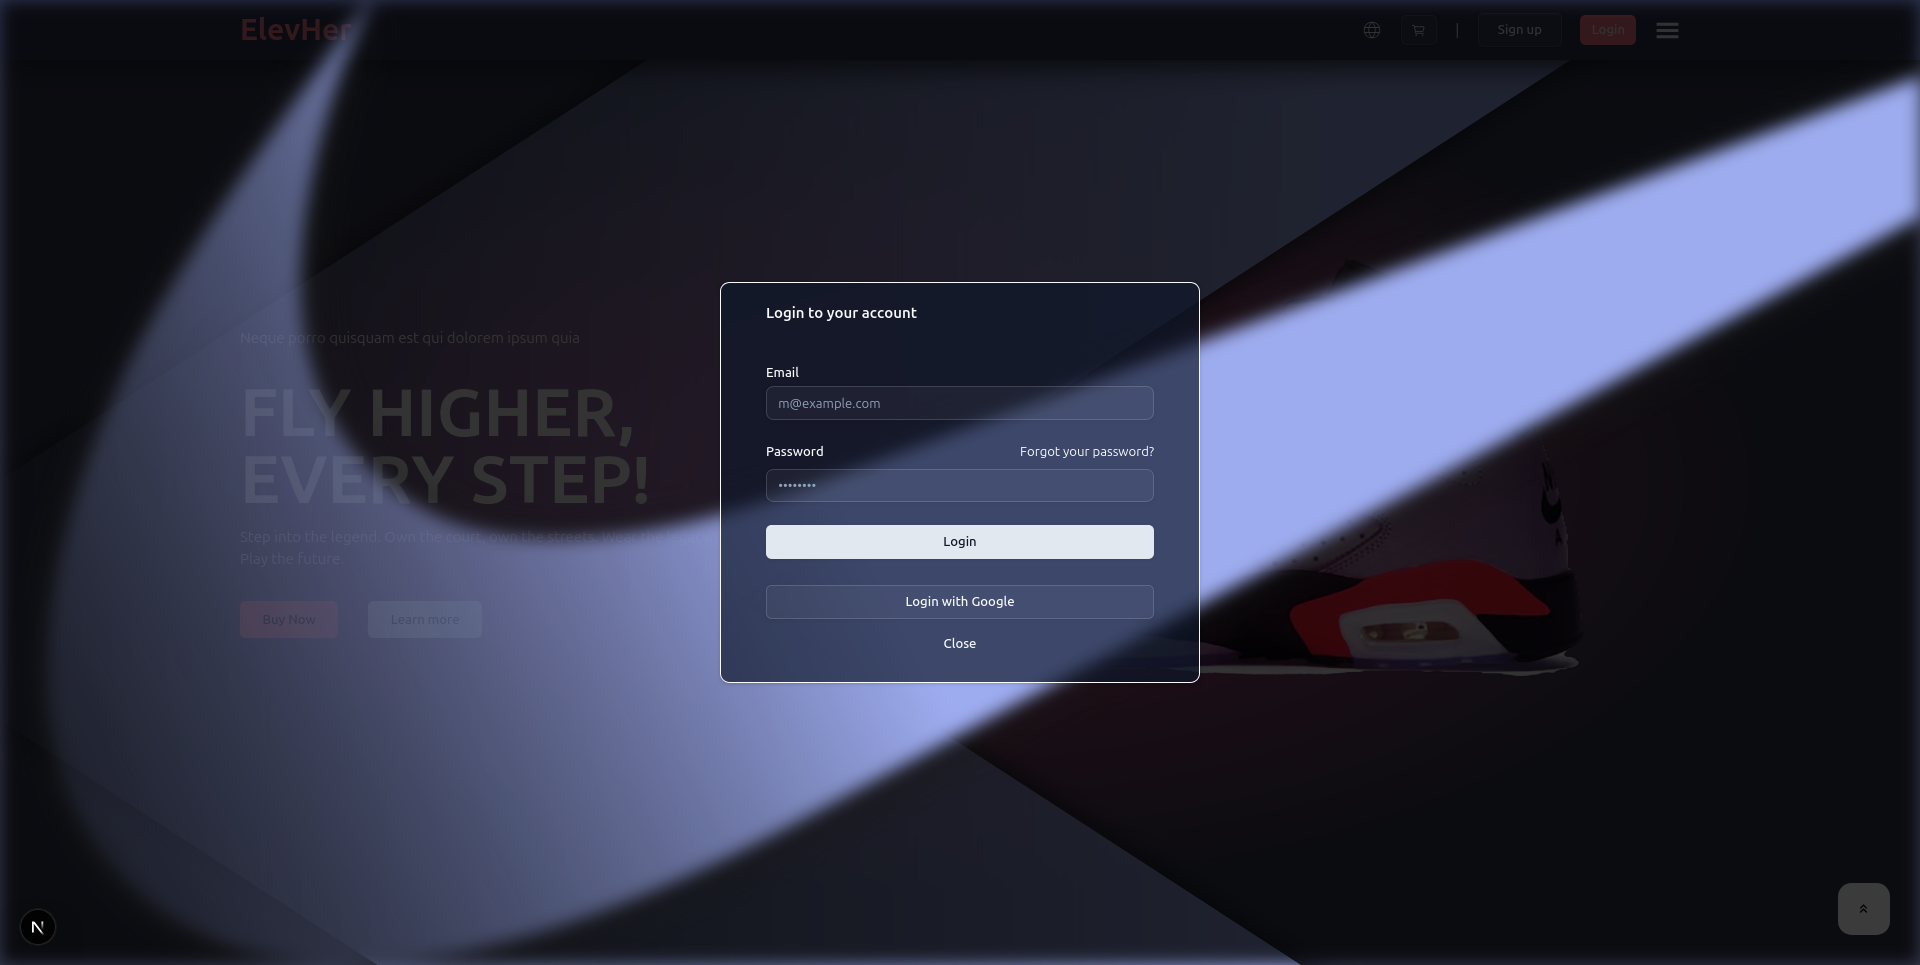 ElevHer
|
Sign up
Login
Neque porro quisquam est qui dolorem ipsum quia
FLY HIGHER,
EVERY STEP!
Step into the legend. Own the court, own the streets. Wear the
Play the future.
Buy Now
Learn more
Login to your account
Email
m@example.com
Password
Forgot your password?
••••••••
Login
Login with Google
Close
N